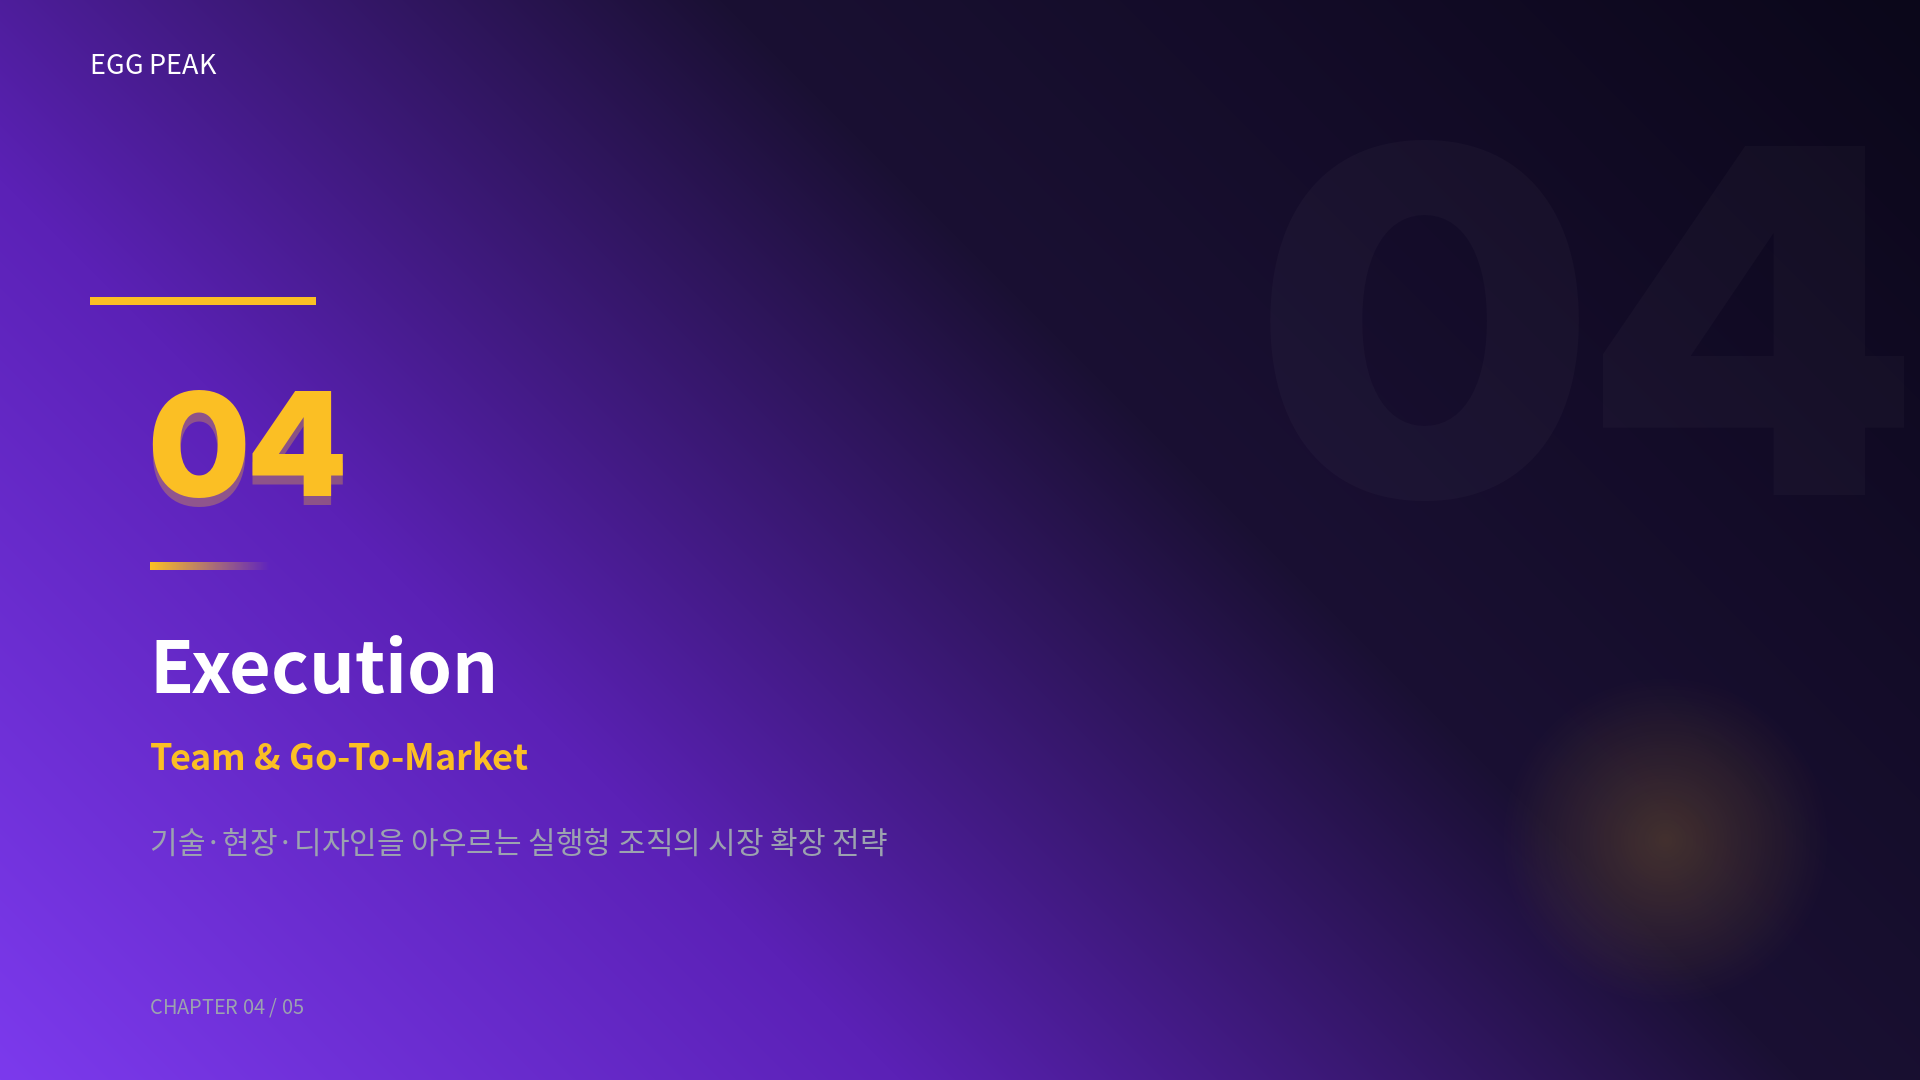 EGG PEAK
04
04
Execution
Team & Go-To-Market
기술·현장·디자인을 아우르는 실행형 조직의 시장 확장 전략
CHAPTER 04 / 05